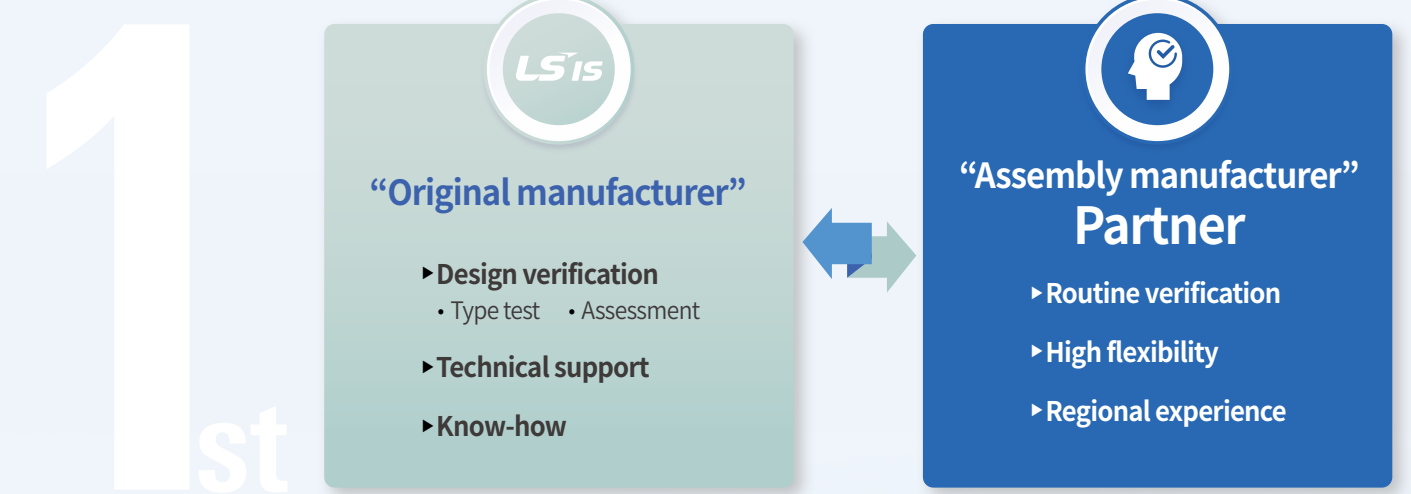 1st
LS IS
“Original manufacturer”
▶Design verification
• Type test • Assessment
▶Technical support
▶Know-how
“Assembly manufacturer”
Partner
▶Routine verification
▶High flexibility
▶Regional experience